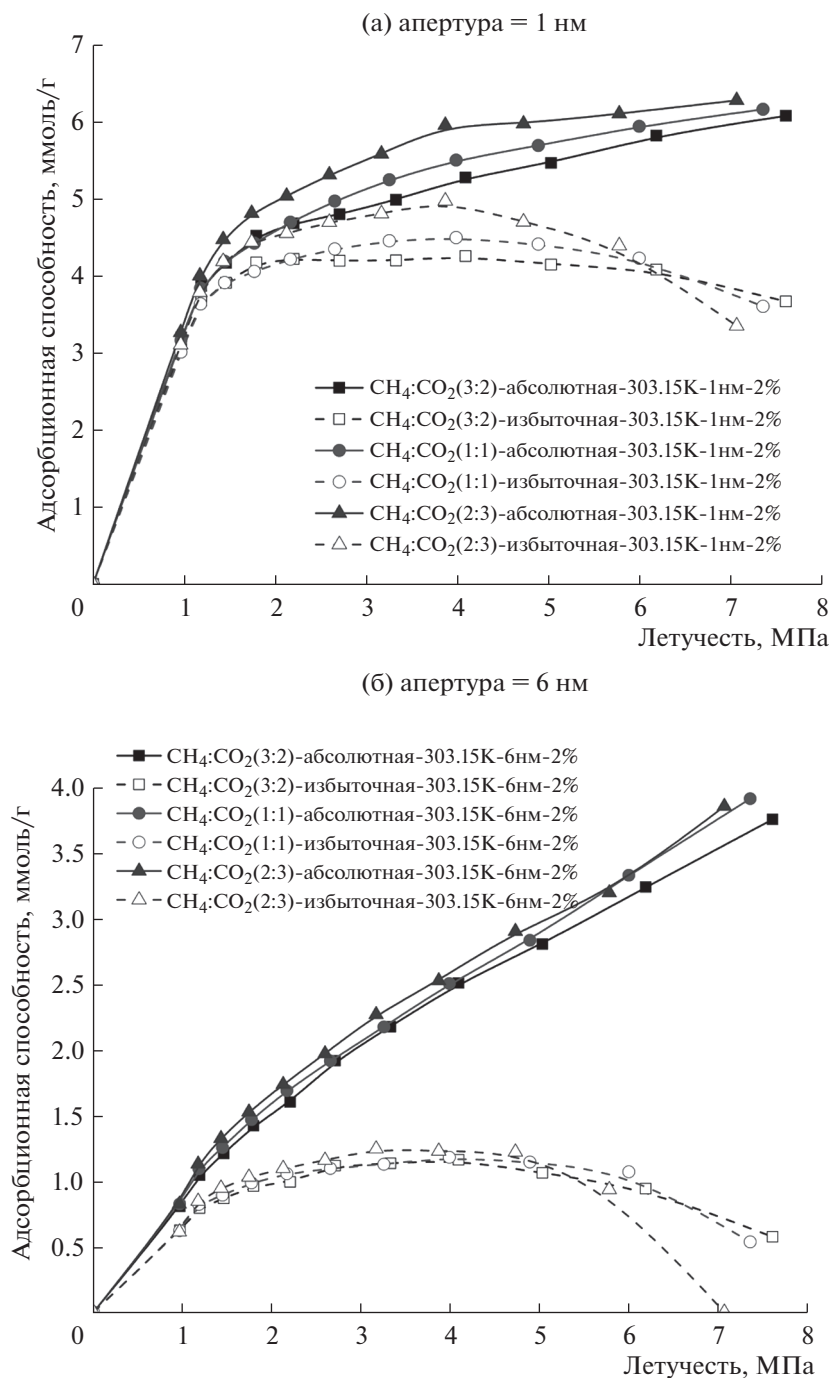 (а) апертура = 1 нм
7
6
5
4
3
2
1
0
1
2
3
4
5
6
7
8
Адсорбционная способность, ммоль/г
CH₄:CO₂(3:2)-абсолютная-303.15K-1нм-2%
CH₄:CO₂(3:2)-избыточная-303.15K-1нм-2%
CH₄:CO₂(1:1)-абсолютная-303.15K-1нм-2%
CH₄:CO₂(1:1)-избыточная-303.15K-1нм-2%
CH₄:CO₂(2:3)-абсолютная-303.15K-1нм-2%
CH₄:CO₂(2:3)-избыточная-303.15K-1нм-2%
Летучесть, МПа
(б) апертура = 6 нм
CH₄:CO₂(3:2)-абсолютная-303.15K-6нм-2%
CH₄:CO₂(3:2)-избыточная-303.15K-6нм-2%
CH₄:CO₂(1:1)-абсолютная-303.15K-6нм-2%
CH₄:CO₂(1:1)-избыточная-303.15K-6нм-2%
CH₄:CO₂(2:3)-абсолютная-303.15K-6нм-2%
CH₄:CO₂(2:3)-избыточная-303.15K-6нм-2%
4.0
3.5
3.0
2.5
2.0
1.5
1.0
0.5
0
1
2
3
4
5
6
7
8
Адсорбционная способность, ммоль/г
Летучесть, МПа